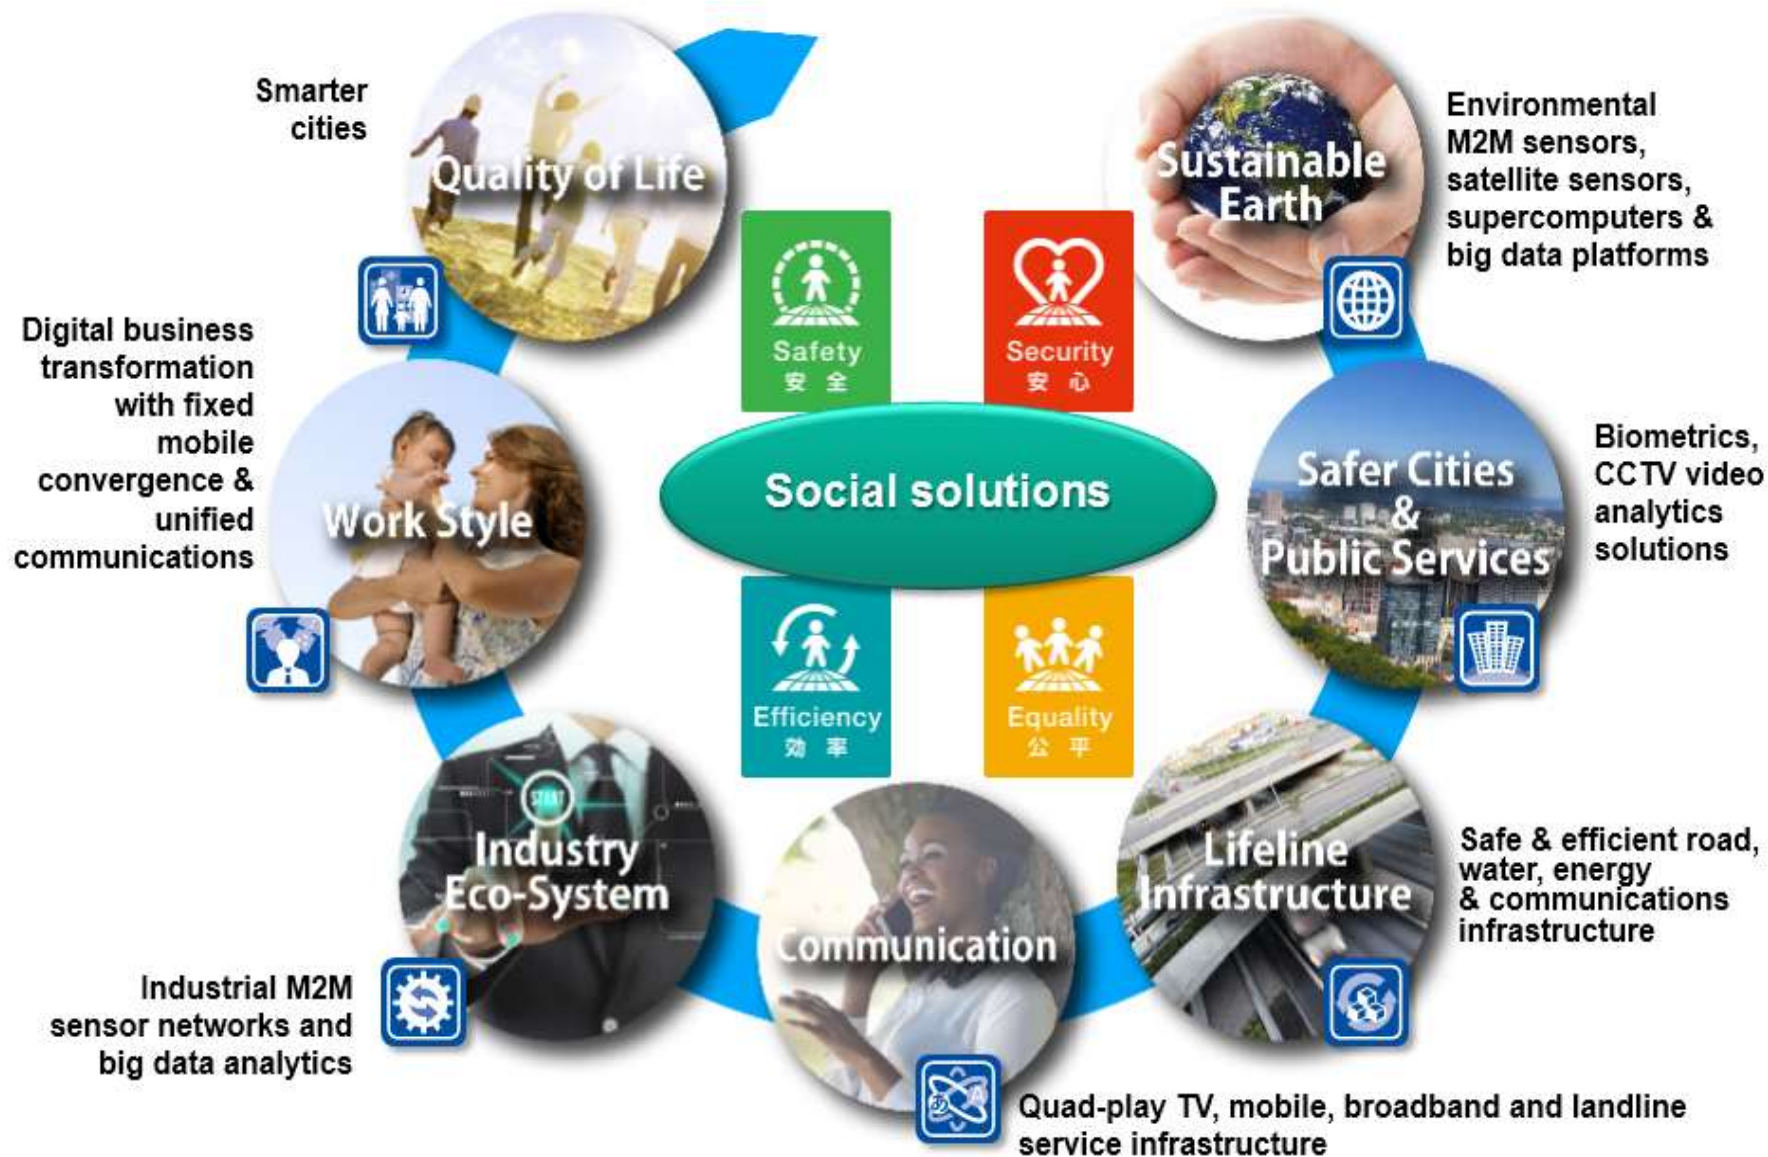 Smarter
cities
Quality of Life
Sustainable
Earth
Environmental
M2M sensors,
satellite sensors,
supercomputers &
big data platforms
Safety
安 全
Security
安 心
Digital business
transformation
with fixed
mobile
convergence &
unified
communications
Work Style
Social solutions
Safer Cities
&
Public Services
Biometrics,
CCTV video
analytics
solutions
Efficiency
効 率
Equality
公 平
START
Industry
Eco-System
Industrial M2M
sensor networks and
big data analytics
Communication
あ
A
Quad-play TV, mobile, broadband and landline
service infrastructure
Lifeline
Infrastructure
Safe & efficient road,
water, energy
& communications
infrastructure